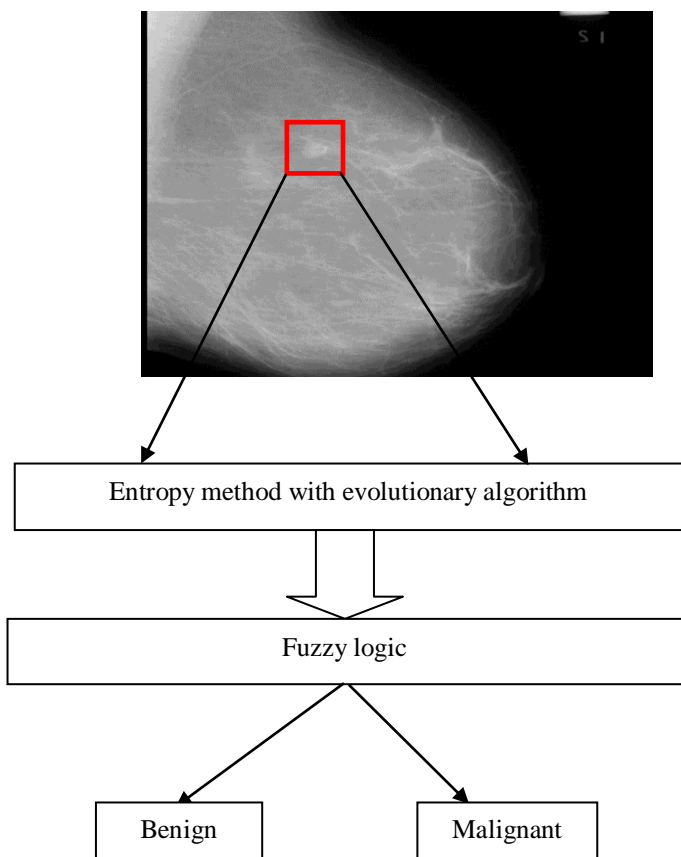 Entropy method with evolutionary algorithm
Fuzzy logic
Benign
Malignant